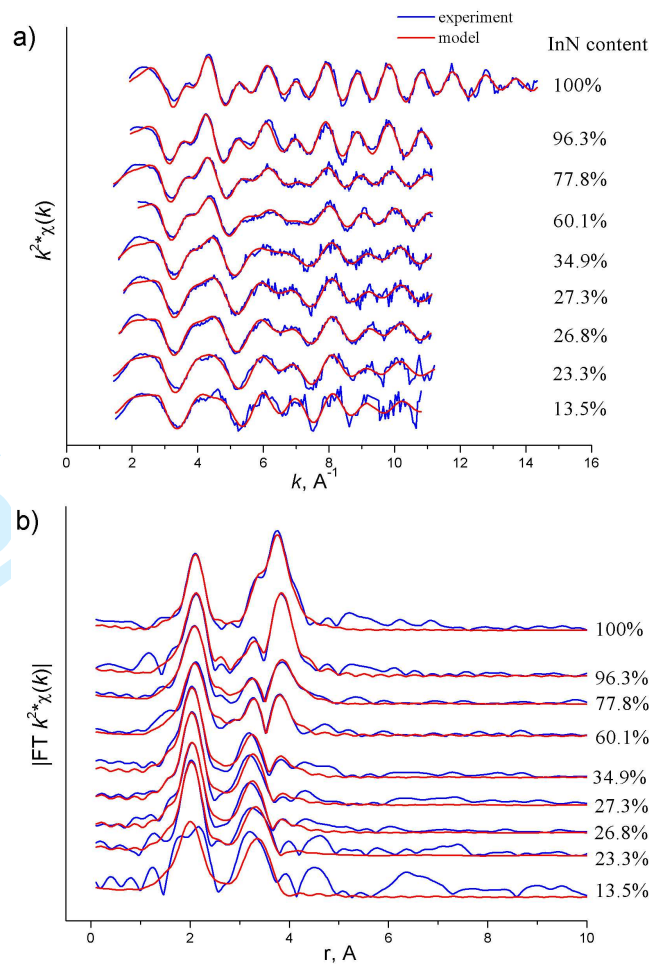 a)
experiment
model
InN content
100%
96.3%
77.8%
60.1%
34.9%
27.3%
26.8%
23.3%
13.5%
k²*χ(k)
0 2 4 6 8 10 12 14 16
k, A⁻¹
b)
100%
96.3%
77.8%
60.1%
34.9%
27.3%
26.8%
23.3%
13.5%
|FT k²*χ(k)|
0 2 4 6 8 10
r, A